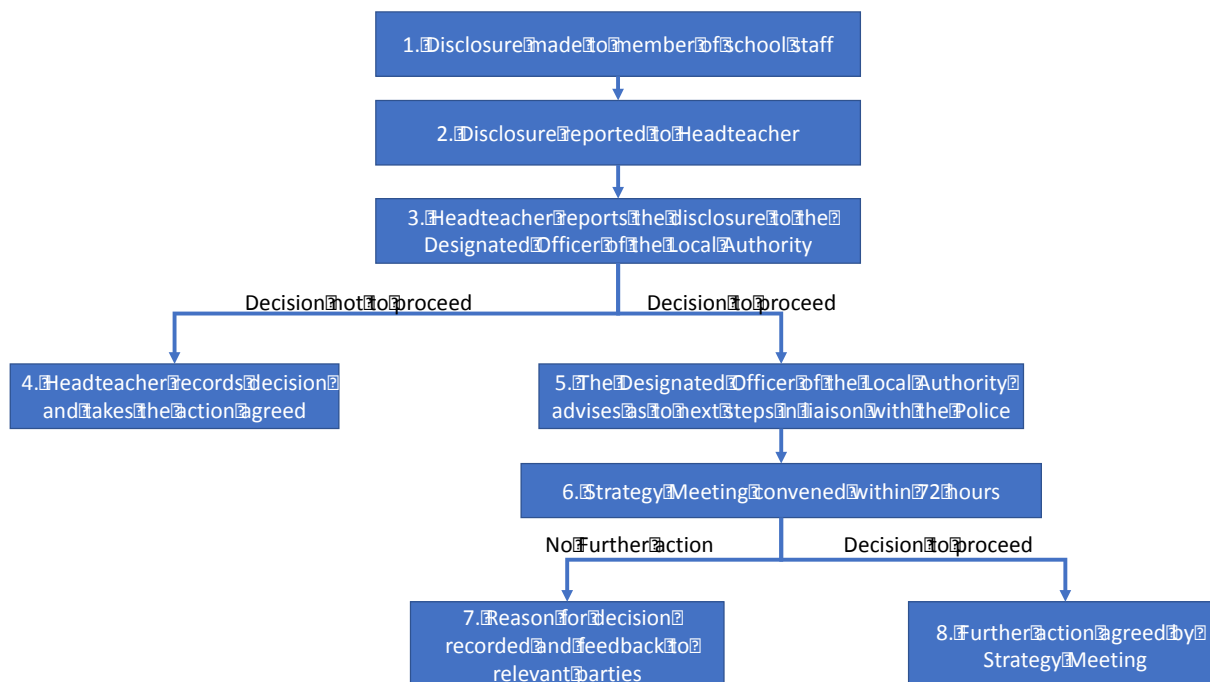 1. Disclosure made to member of school staff
2. Disclosure reported to Headteacher
3. Headteacher reports the disclosure to the
Designated Officer of the Local Authority
Decision not to proceed
Decision to proceed
4. Headteacher records decision
and takes the action agreed
5. The Designated Officer of the Local Authority
advises as to next steps in liaison with the Police
6. Strategy Meeting convened within 72 hours
No Further action
Decision to proceed
7. Reason for decision
recorded and feedback to
relevant parties
8. Further action agreed by
Strategy Meeting